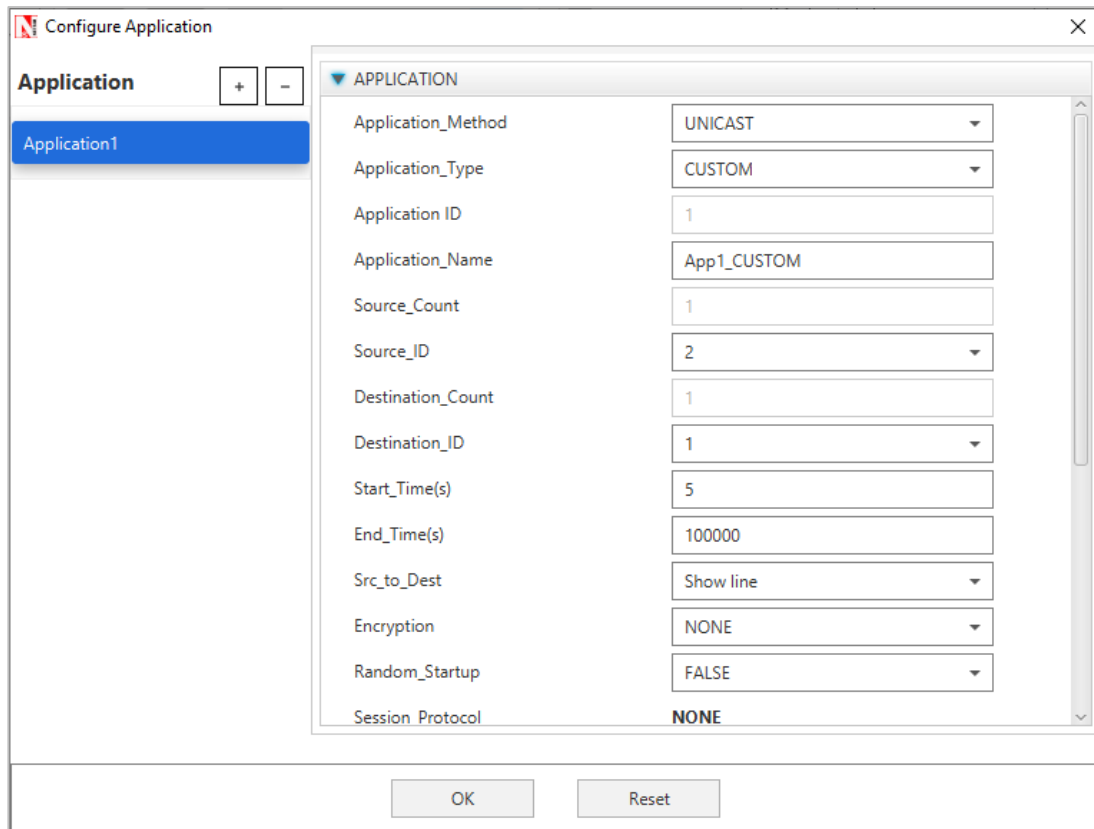 Configure Application
Application + -
Application1
APPLICATION
Application_Method UNICAST
Application_Type CUSTOM
Application ID 1
Application_Name App1_CUSTOM
Source_Count 1
Source_ID 2
Destination_Count 1
Destination_ID 1
Start_Time(s) 5
End_Time(s) 100000
Src_to_Dest Show line
Encryption NONE
Random_Startup FALSE
Session_Protocol NONE
OK Reset